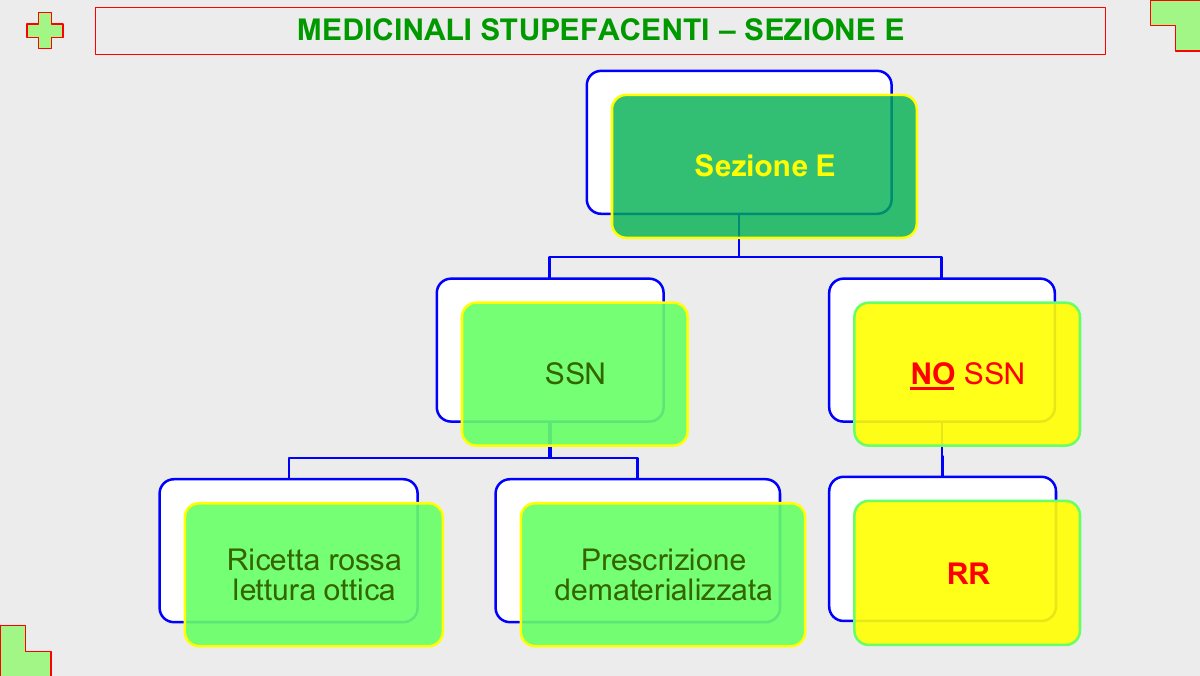 MEDICINALI STUPEFACENTI – SEZIONE E
Sezione E
SSN
NO SSN
Ricetta rossa
lettura ottica
Prescrizione
dematerializzata
RR